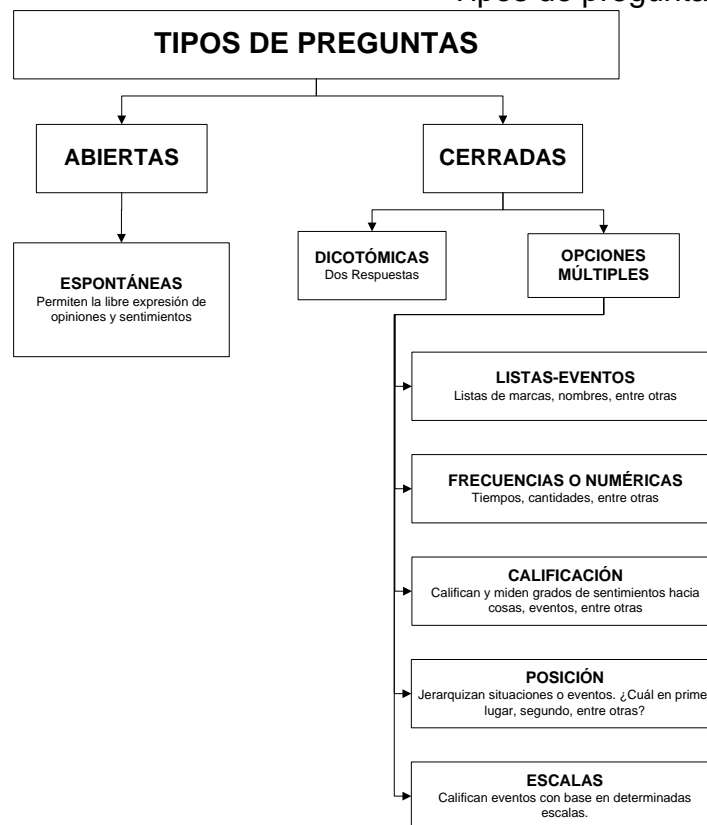 Tipos de pregunta
TIPOS DE PREGUNTAS
ABIERTAS
CERRADAS
ESPONTÁNEAS
Permiten la libre expresión de
opiniones y sentimientos
DICOTÓMICAS
Dos Respuestas
OPCIONES
MÚLTIPLES
LISTAS-EVENTOS
Listas de marcas, nombres, entre otras
FRECUENCIAS O NUMÉRICAS
Tiempos, cantidades, entre otras
CALIFICACIÓN
Califican y miden grados de sentimientos hacia
cosas, eventos, entre otras
POSICIÓN
Jerarquizan situaciones o eventos. ¿Cuál en prime
lugar, segundo, entre otras?
ESCALAS
Califican eventos con base en determinadas
escalas.